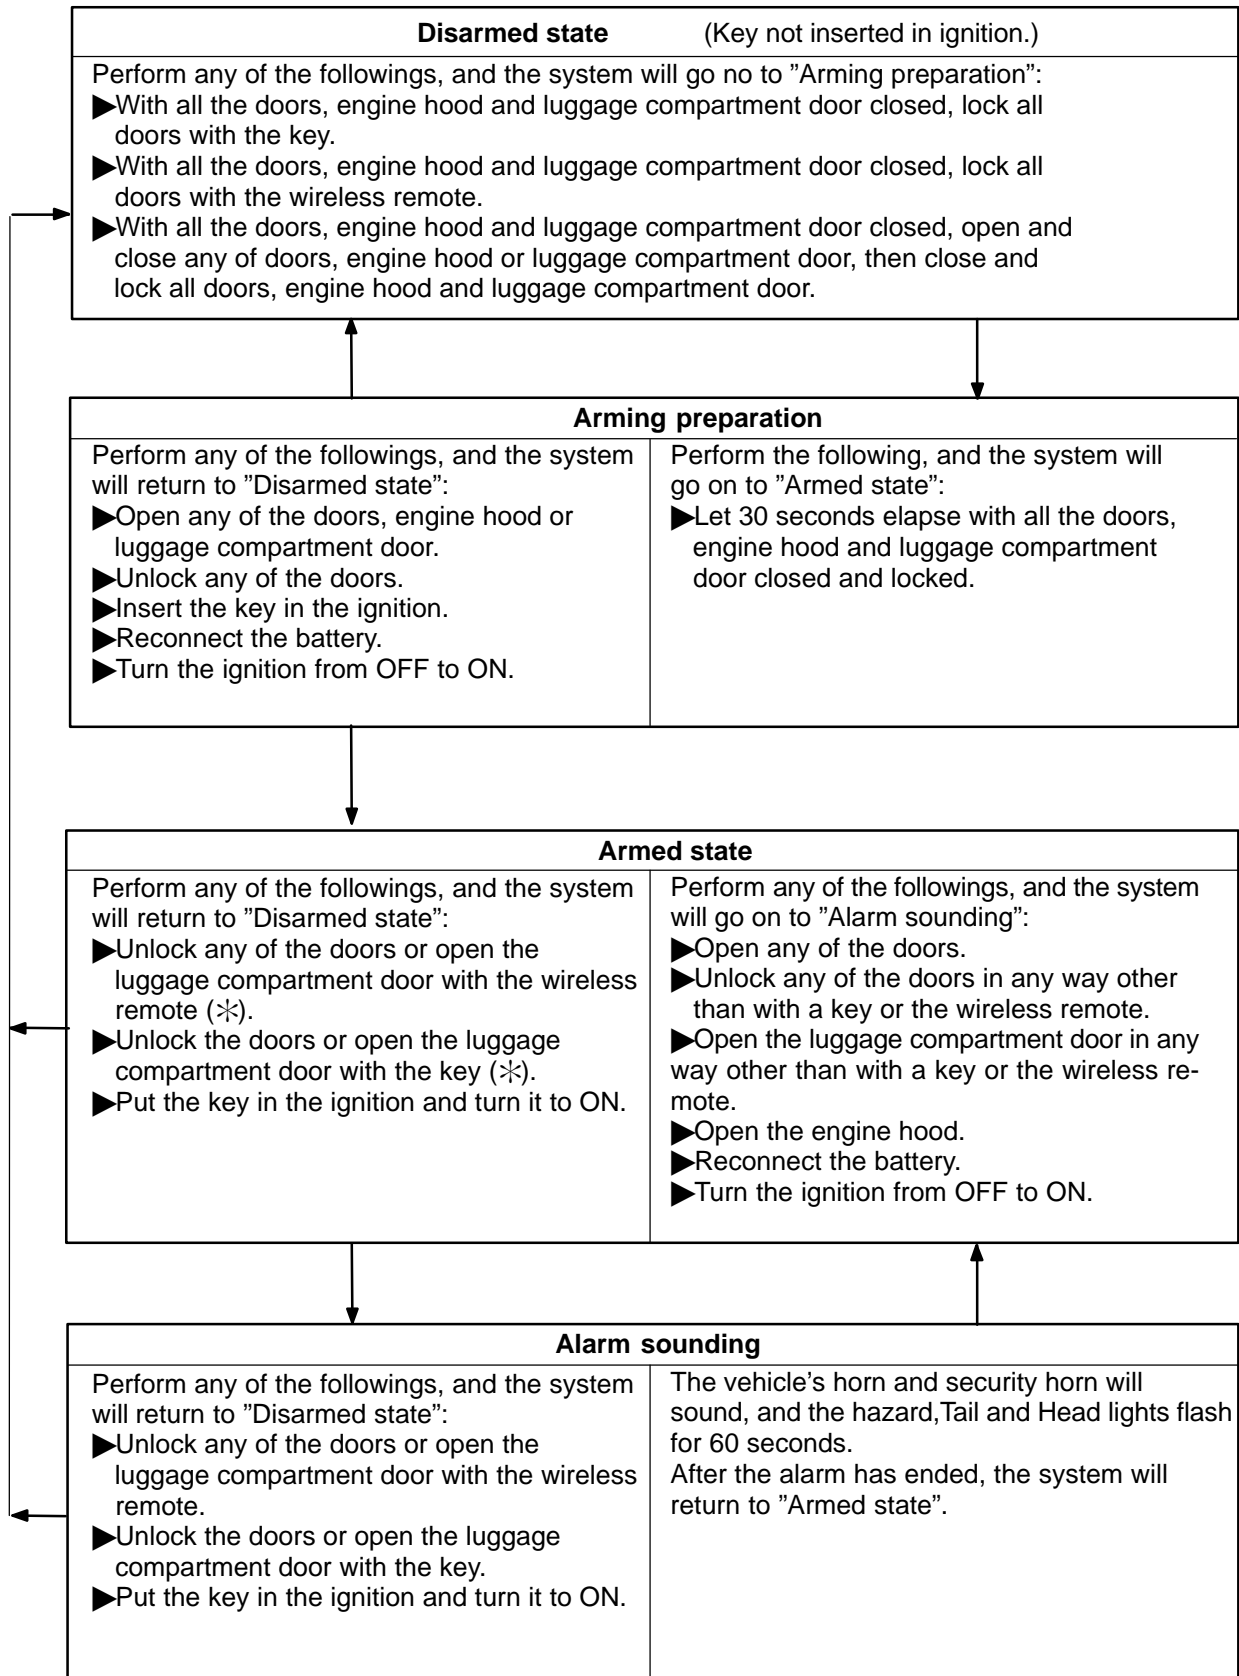 Disarmed state (Key not inserted in ignition.)
Perform any of the followings, and the system will go no to ”Arming preparation”:
▶With all the doors, engine hood and luggage compartment door closed, lock all
doors with the key.
▶With all the doors, engine hood and luggage compartment door closed, lock all
doors with the wireless remote.
▶With all the doors, engine hood and luggage compartment door closed, open and
close any of doors, engine hood or luggage compartment door, then close and
lock all doors, engine hood and luggage compartment door.
Arming preparation
Perform any of the followings, and the system
will return to ”Disarmed state”:
▶Open any of the doors, engine hood or
luggage compartment door.
▶Unlock any of the doors.
▶Insert the key in the ignition.
▶Reconnect the battery.
▶Turn the ignition from OFF to ON.
Perform the following, and the system will
go on to ”Armed state”:
▶Let 30 seconds elapse with all the doors,
engine hood and luggage compartment
door closed and locked.
Armed state
Perform any of the followings, and the system
will return to ”Disarmed state”:
▶Unlock any of the doors or open the
luggage compartment door with the wireless
remote (✻).
▶Unlock the doors or open the luggage
compartment door with the key (✻).
▶Put the key in the ignition and turn it to ON.
Perform any of the followings, and the system
will go on to ”Alarm sounding”:
▶Open any of the doors.
▶Unlock any of the doors in any way other
than with a key or the wireless remote.
▶Open the luggage compartment door in any
way other than with a key or the wireless re-
mote.
▶Open the engine hood.
▶Reconnect the battery.
▶Turn the ignition from OFF to ON.
Alarm sounding
Perform any of the followings, and the system
will return to ”Disarmed state”:
▶Unlock any of the doors or open the
luggage compartment door with the wireless
remote.
▶Unlock the doors or open the luggage
compartment door with the key.
▶Put the key in the ignition and turn it to ON.
The vehicle’s horn and security horn will
sound, and the hazard,Tail and Head lights flash
for 60 seconds.
After the alarm has ended, the system will
return to ”Armed state”.